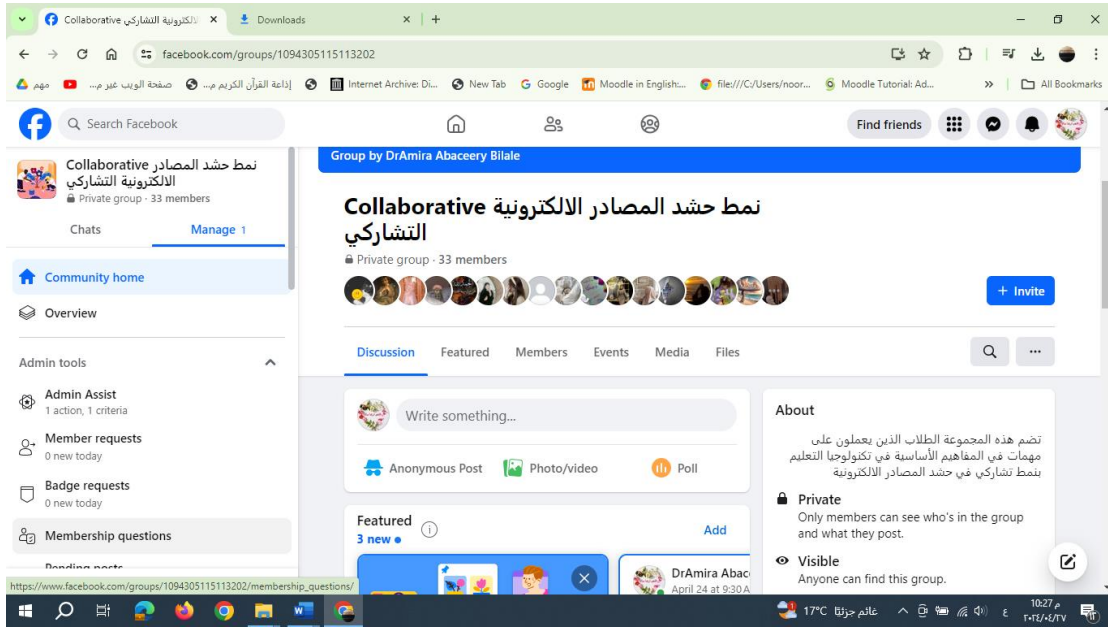 Collaborative الالكترونية التشاركي
Downloads
facebook.com/groups/1094305115113202
مهم
صفحة الويب غير م...
إذاعة القرآن الكريم م...
Internet Archive: Di...
New Tab
Google
Moodle in English:...
file:///C:/Users/noor...
Moodle Tutorial: Ad...
All Bookmarks
Search Facebook
Find friends
نمط حشد المصادر Collaborative
الالكترونية التشاركي
Private group · 33 members
Chats
Manage 1
Community home
Overview
Admin tools
Admin Assist
1 action, 1 criteria
Member requests
0 new today
Badge requests
0 new today
Membership questions
Pending posts
https://www.facebook.com/groups/1094305115113202/membership_questions/
Group by DrAmira Abaceery Bilale
نمط حشد المصادر الالكترونية Collaborative
التشاركي
Private group · 33 members
+ Invite
Discussion
Featured
Members
Events
Media
Files
Write something...
Anonymous Post
Photo/video
Poll
Featured
3 new
Add
DrAmira Abac
April 24 at 9:30 A
About
تضم هذه المجموعة الطلاب الذين يعملون على
مهمات في المفاهيم الأساسية في تكنولوجيا التعليم
بنمط تشاركي في حشد المصادر الالكترونية
Private
Only members can see who's in the group
and what they post.
Visible
Anyone can find this group.
17°C غائم جزئيًا
ع
10:27 م
٢٠٢٤/٠٤/٢٧